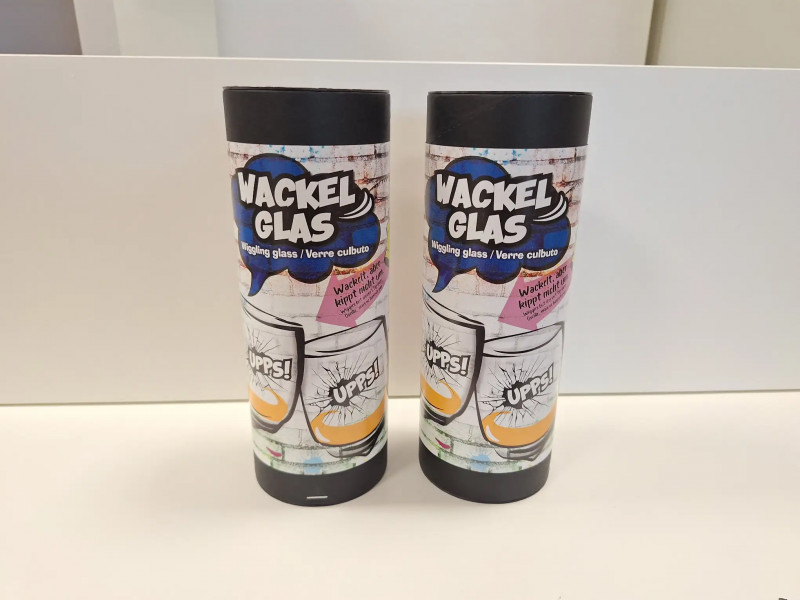 WACKEL
GLAS
Wiggling glass / Verre culbuto
Wackelt, aber
kippt nicht um!
UPPS!
UPPS!
WACKEL
GLAS
Wiggling glass / Verre culbuto
Wackelt, aber
kippt nicht um!
UPPS!
UPPS!